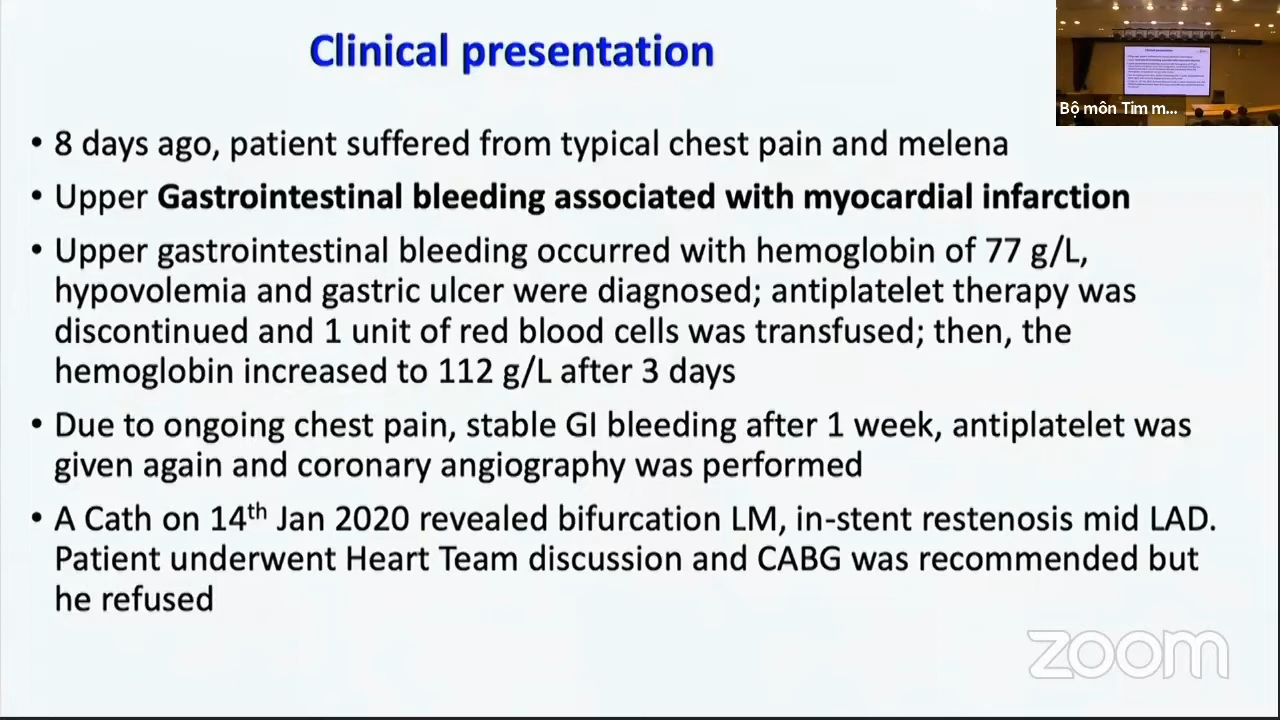 Clinical presentation
Bộ môn Tim m...
• 8 days ago, patient suffered from typical chest pain and melena
• Upper Gastrointestinal bleeding associated with myocardial infarction
• Upper gastrointestinal bleeding occurred with hemoglobin of 77 g/L,
hypovolemia and gastric ulcer were diagnosed; antiplatelet therapy was
discontinued and 1 unit of red blood cells was transfused; then, the
hemoglobin increased to 112 g/L after 3 days
• Due to ongoing chest pain, stable GI bleeding after 1 week, antiplatelet was
given again and coronary angiography was performed
• A Cath on 14th Jan 2020 revealed bifurcation LM, in-stent restenosis mid LAD.
Patient underwent Heart Team discussion and CABG was recommended but
he refused
zoom